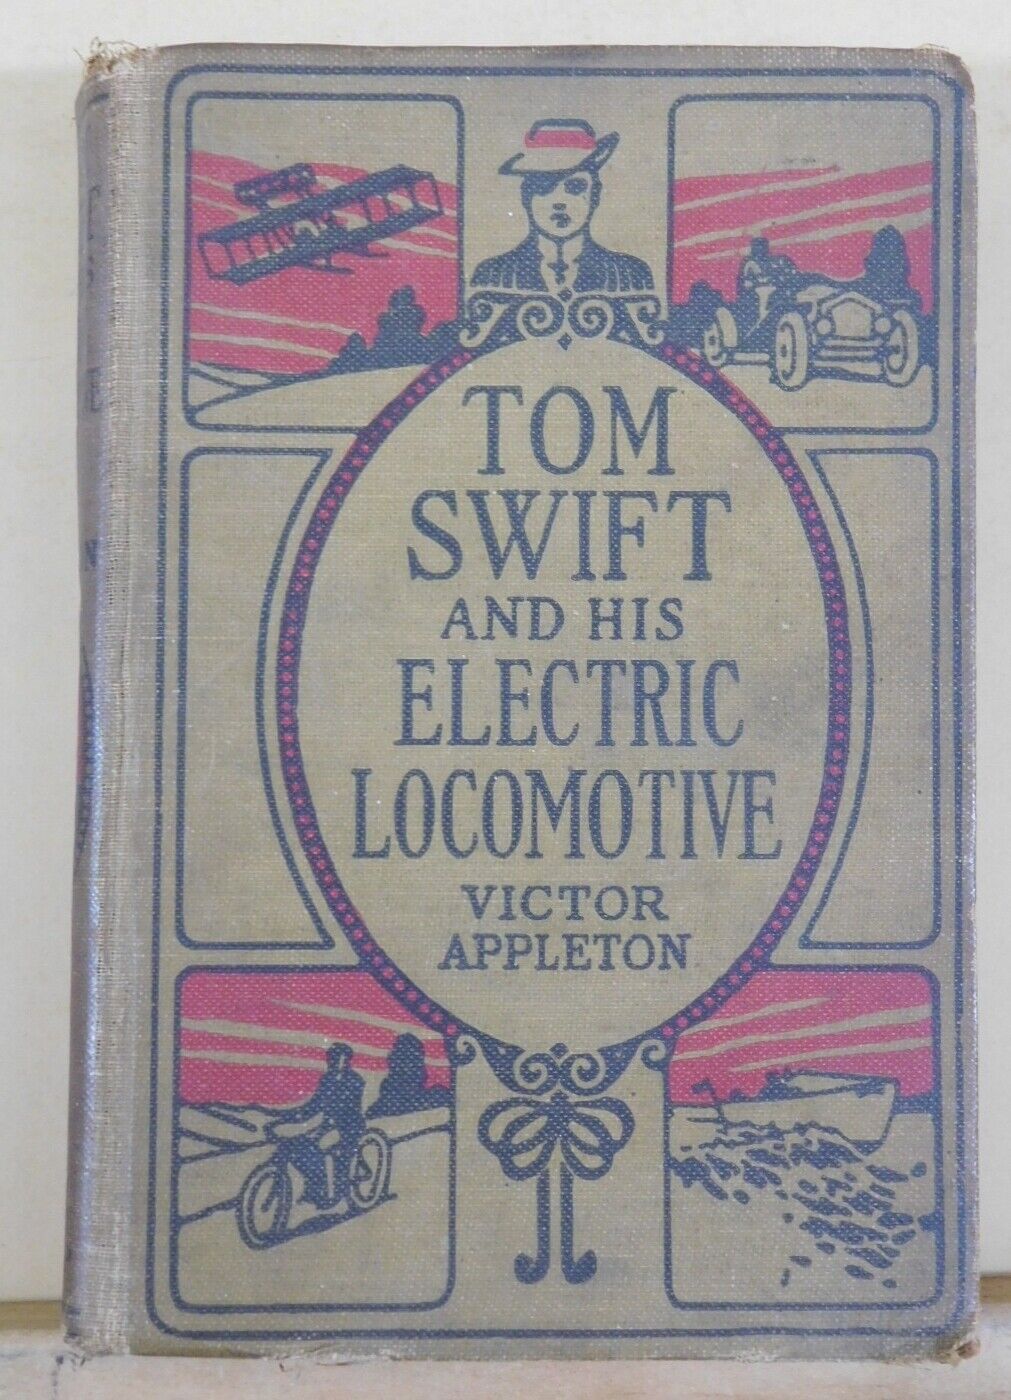 TOM
SWIFT
AND HIS
ELECTRIC
LOCOMOTIVE
VICTOR
APPLETON